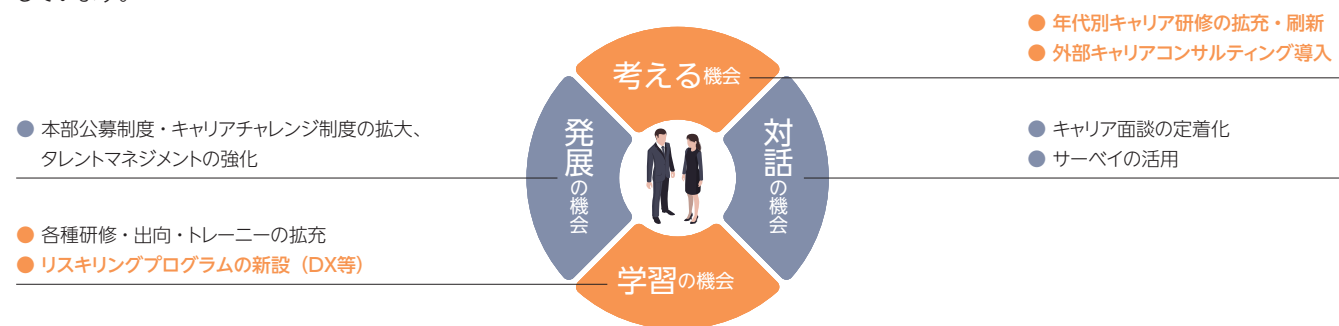 しています。
● 年代別キャリア研修の拡充・刷新
● 外部キャリアコンサルティング導入
考える機会
● 本部公募制度・キャリアチャレンジ制度の拡大、
タレントマネジメントの強化
発展の機会
対話の機会
● キャリア面談の定着化
● サーベイの活用
● 各種研修・出向・トレーニーの拡充
● リスキリングプログラムの新設（DX等）
学習の機会